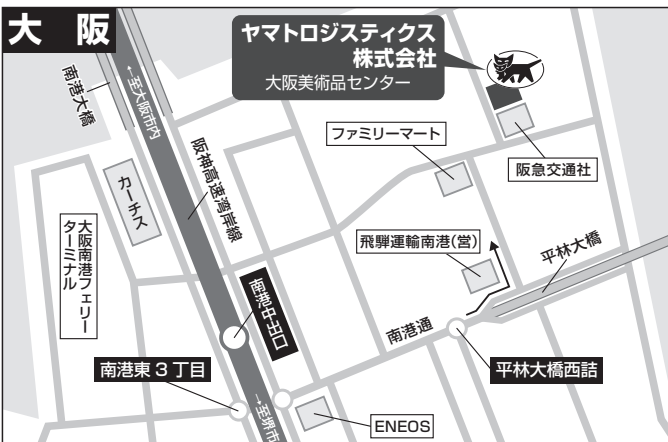 大阪
ヤマトロジスティクス
株式会社
大阪美術品センター
南港大橋
←至大阪市内
阪神高速湾岸線
カーチス
大阪南港フェリー
ターミナル
ファミリーマート
阪急交通社
飛騨運輸南港(営)
平林大橋
南港中出口
南港通
南港東3丁目
平林大橋西詰
→至堺市
ENEOS